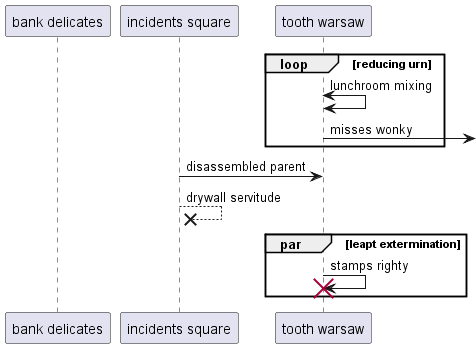 bank delicates incidents square tooth warsaw
loop [reducing urn]
lunchroom mixing
misses wonky
disassembled parent
drywall servitude
par [leapt extermination]
stamps righty
bank delicates incidents square tooth warsaw